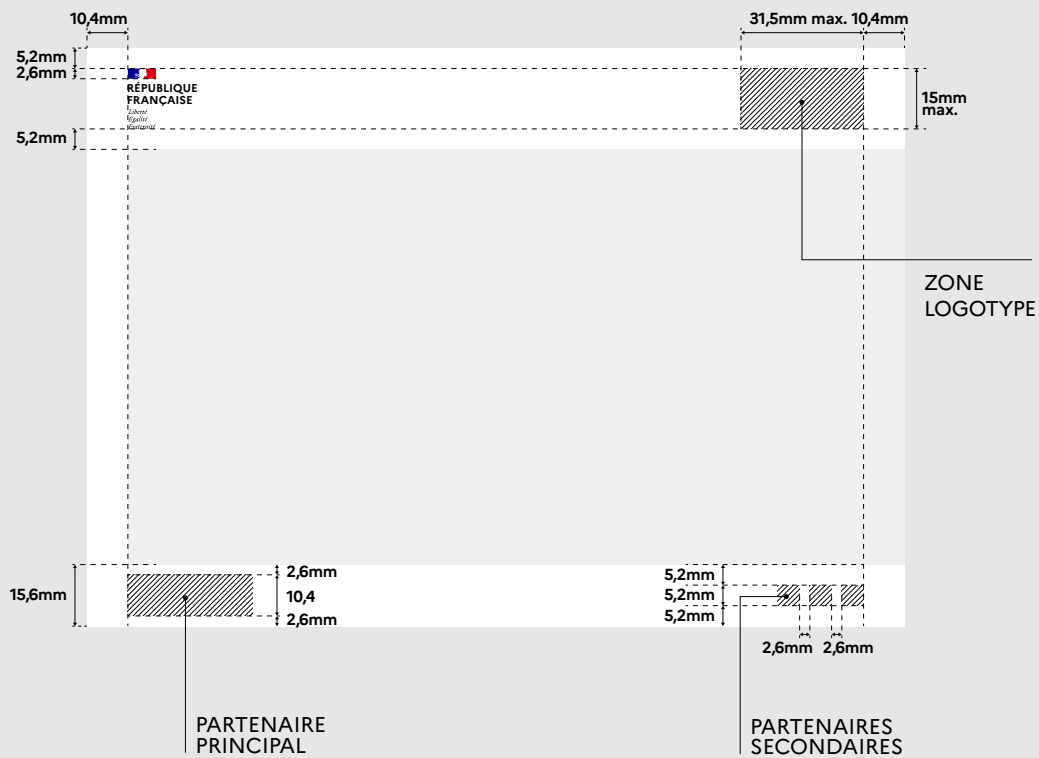 10,4mm
31,5mm max. 10,4mm
5,2mm
2,6mm
RÉPUBLIQUE
FRANÇAISE
Liberté
Égalité
Fraternité
15mm
max.
5,2mm
ZONE
LOGOTYPE
15,6mm
2,6mm
10,4
2,6mm
5,2mm
5,2mm
5,2mm
2,6mm 2,6mm
PARTENAIRE
PRINCIPAL
PARTENAIRES
SECONDAIRES